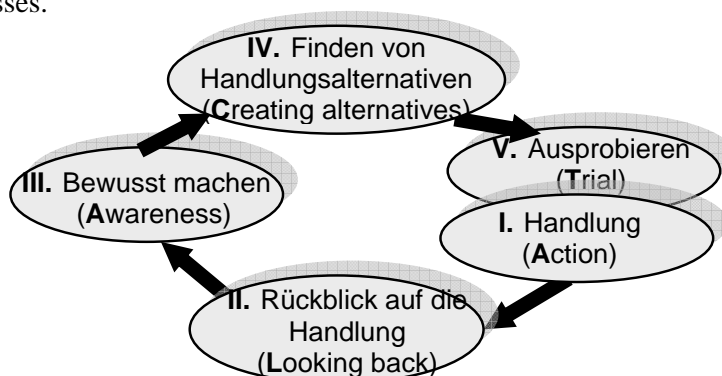 sses.
IV. Finden von
Handlungsalternativen
(Creating alternatives)
V. Ausprobieren
(Trial)
III. Bewusst machen
(Awareness)
I. Handlung
(Action)
II. Rückblick auf die
Handlung
(Looking back)